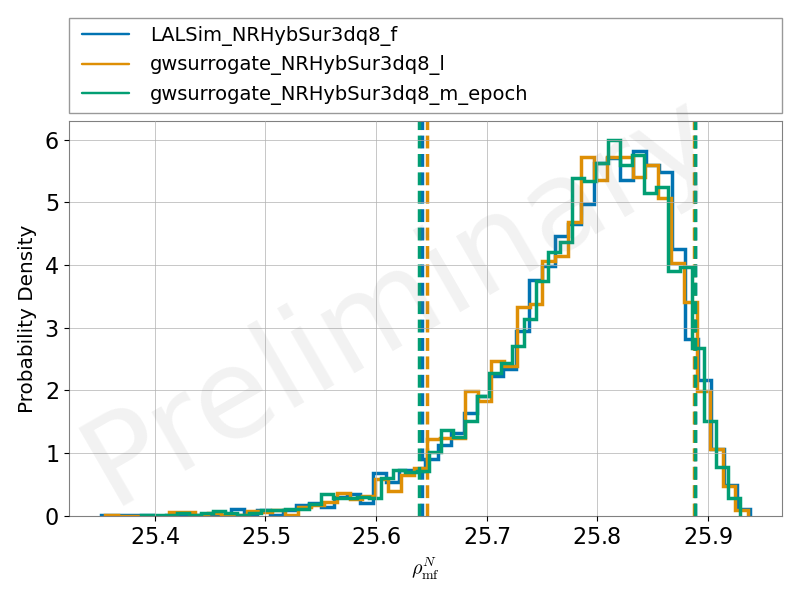 LALSim_NRHybSur3dq8_f
gwsurrogate_NRHybSur3dq8_l
gwsurrogate_NRHybSur3dq8_m_epoch
Preliminary
Probability Density
6
5
4
3
2
1
0
25.4 25.5 25.6 25.7 25.8 25.9
ρ_mf^N